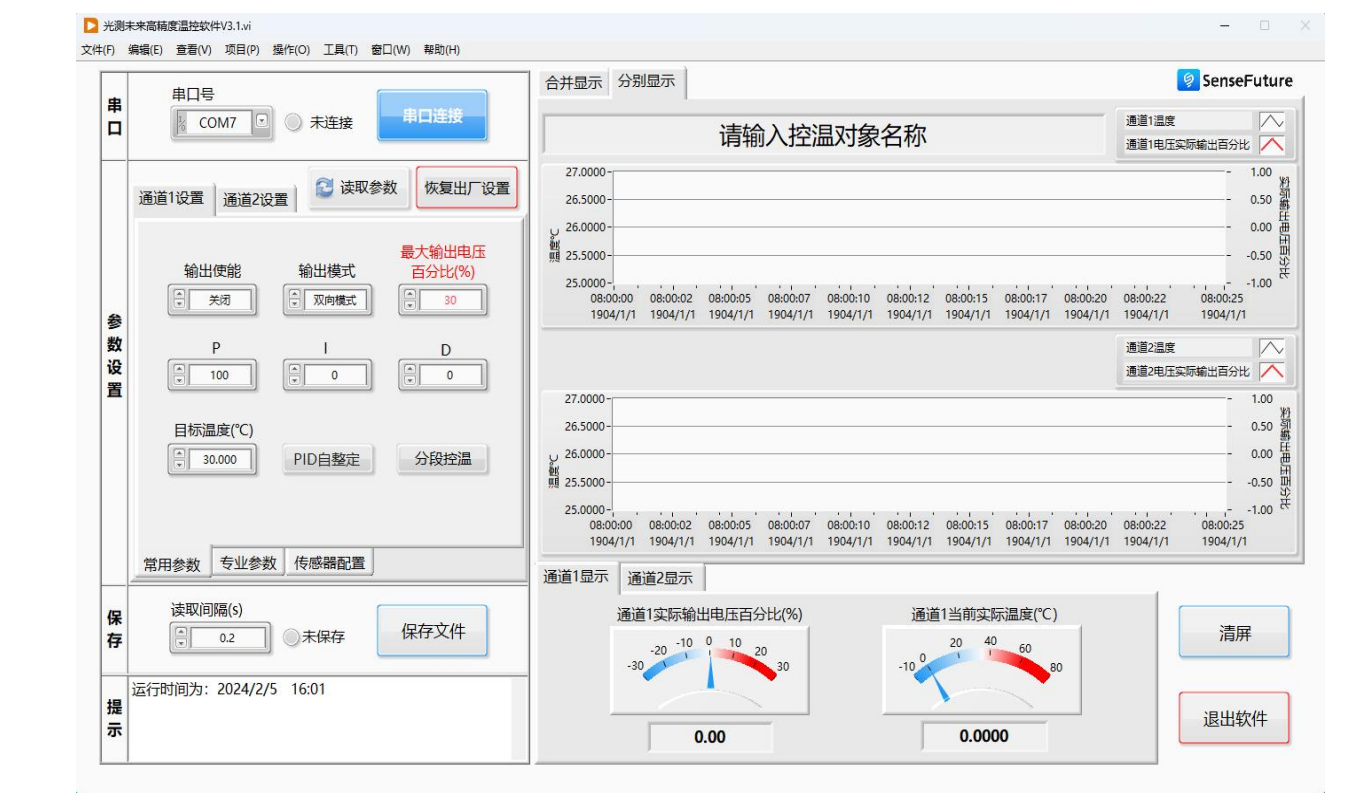 光测未来高精度温控软件V3.1.vi
文件(F) 编辑(E) 查看(V) 项目(P) 操作(O) 工具(T) 窗口(W) 帮助(H)
串口
串口号
COM7
未连接
串口连接
参数设置
通道1设置
通道2设置
读取参数
恢复出厂设置
输出使能
关闭
输出模式
双向模式
最大输出电压
百分比(%)
30
P
100
I
0
D
0
目标温度(℃)
30.000
PID自整定
分段控温
常用参数
专业参数
传感器配置
保存
读取间隔(s)
0.2
未保存
保存文件
提示
运行时间为: 2024/2/5 16:01
合并显示
分别显示
SenseFuture
请输入控温对象名称
通道1温度
通道1电压实际输出百分比
温度℃
27.0000
26.5000
26.0000
25.5000
25.0000
1.00
0.50
0.00
-0.50
-1.00
实际输出电压百分比
08:00:00 08:00:02 08:00:05 08:00:07 08:00:10 08:00:12 08:00:15 08:00:17 08:00:20 08:00:22 08:00:25
1904/1/1 1904/1/1 1904/1/1 1904/1/1 1904/1/1 1904/1/1 1904/1/1 1904/1/1 1904/1/1 1904/1/1 1904/1/1
通道2温度
通道2电压实际输出百分比
温度℃
27.0000
26.5000
26.0000
25.5000
25.0000
1.00
0.50
0.00
-0.50
-1.00
实际输出电压百分比
08:00:00 08:00:02 08:00:05 08:00:07 08:00:10 08:00:12 08:00:15 08:00:17 08:00:20 08:00:22 08:00:25
1904/1/1 1904/1/1 1904/1/1 1904/1/1 1904/1/1 1904/1/1 1904/1/1 1904/1/1 1904/1/1 1904/1/1 1904/1/1
通道1显示
通道2显示
通道1实际输出电压百分比(%)
-30 -20 -10 0 10 20 30
0.00
通道1当前实际温度(℃)
-10 0 20 40 60 80
0.0000
清屏
退出软件